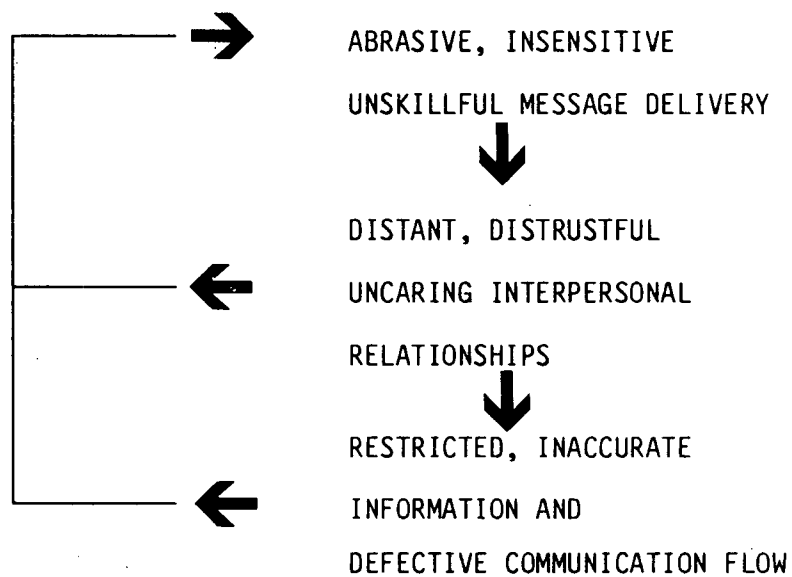 ABRASIVE, INSENSITIVE
UNSKILLFUL MESSAGE DELIVERY
DISTANT, DISTRUSTFUL
UNCARING INTERPERSONAL
RELATIONSHIPS
RESTRICTED, INACCURATE
INFORMATION AND
DEFECTIVE COMMUNICATION FLOW